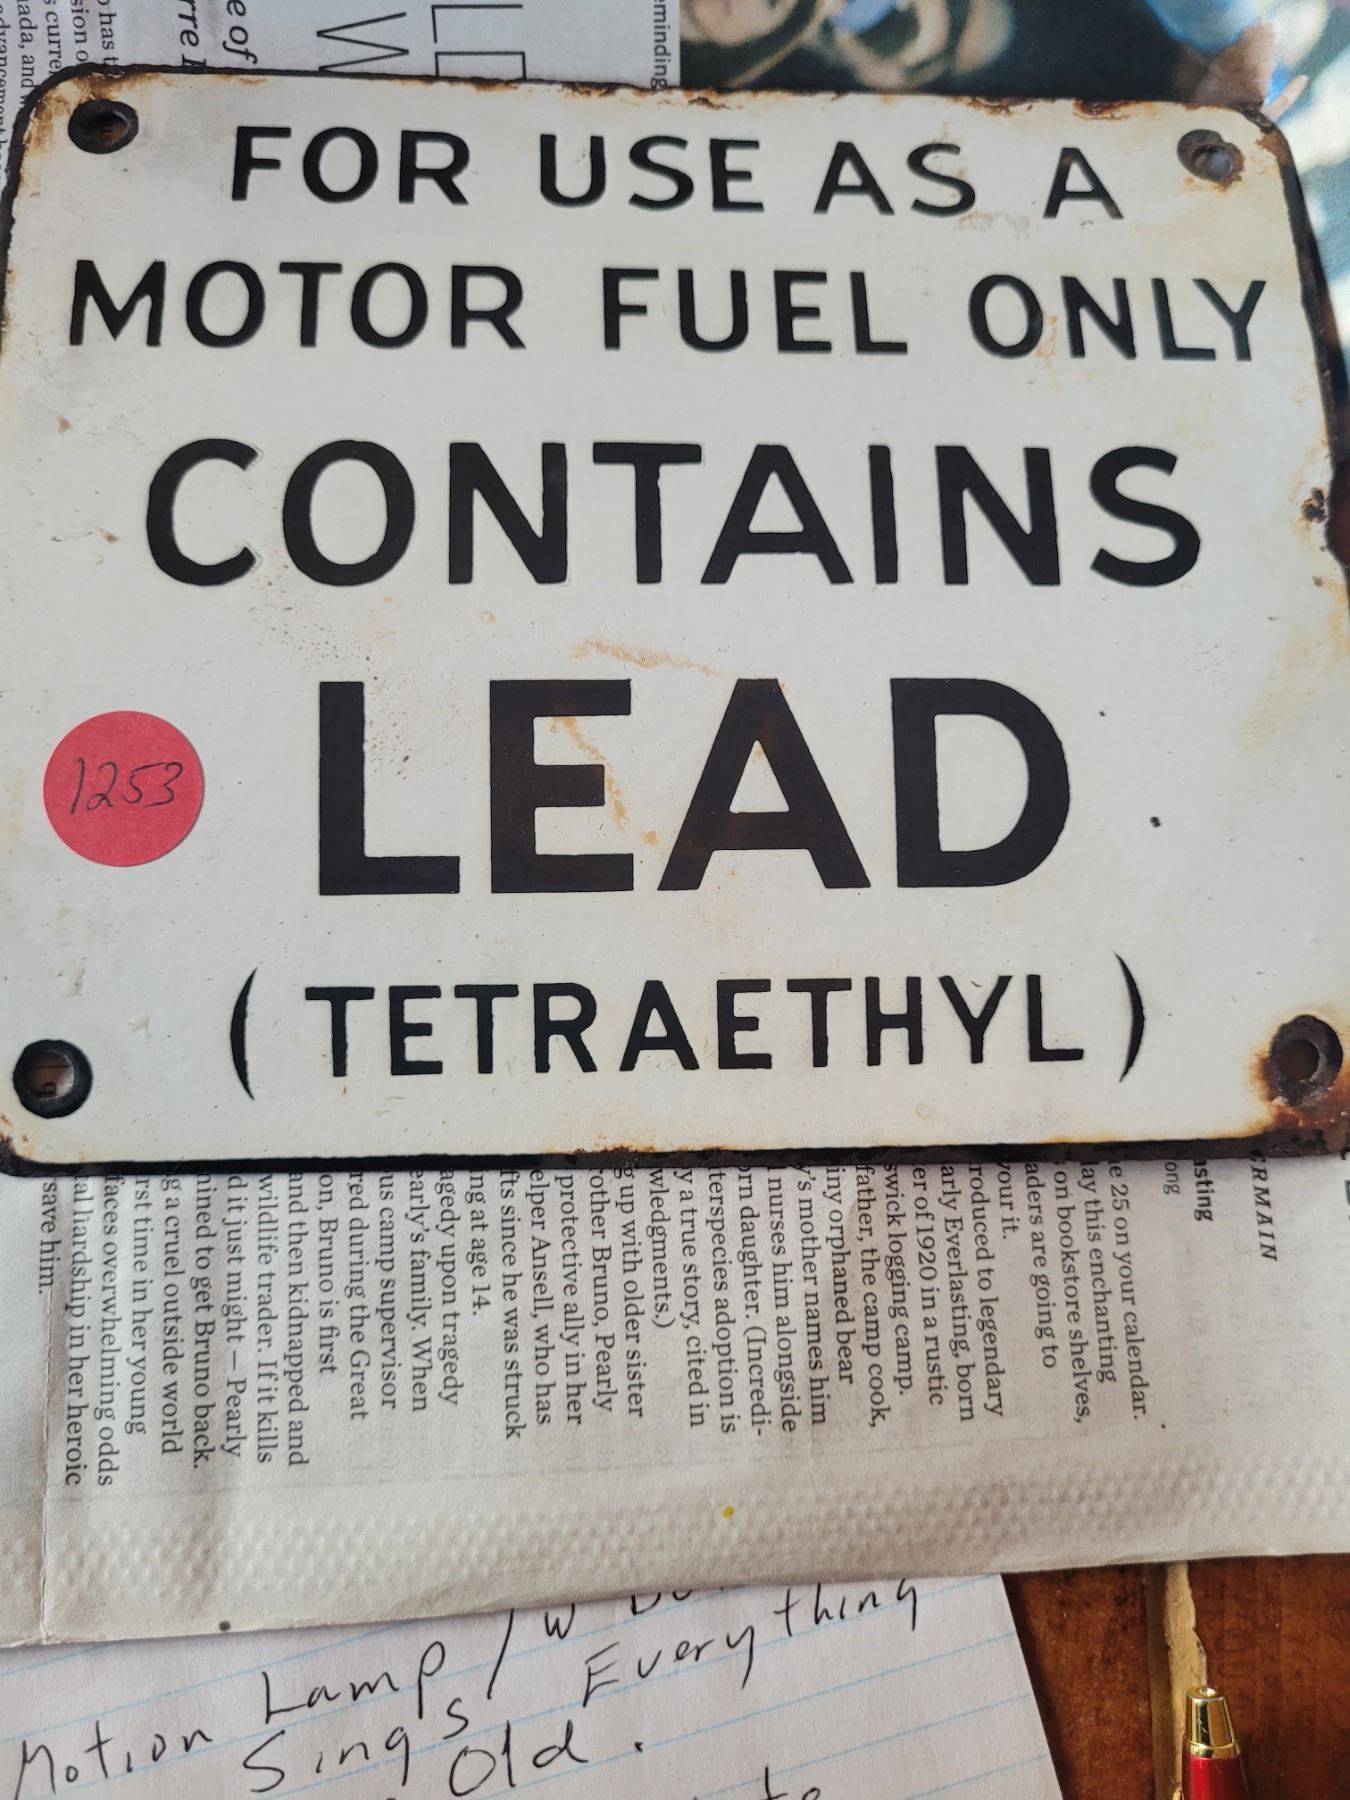 FOR USE AS A
MOTOR FUEL ONLY
CONTAINS
LEAD
(TETRAETHYL)
1253
e of
eminding
ERMAIN
asting
ong
e 25 on your calendar.
ay this enchanting
on bookstore shelves,
aders are going to
your it.
roduced to legendary
arly Everlasting, born
er of 1920 in a rustic
swick logging camp.
father, the camp cook,
iny orphaned bear
y's mother names him
l nurses him alongside
orn daughter. (Incredi-
terspecies adoption is
y a true story, cited in
wledgments.)
g up with older sister
rother Bruno, Pearly
protective ally in her
elper Ansell, who has
fts since he was struck
ng at age 14.
agedy upon tragedy
early's family. When
us camp supervisor
red during the Great
on, Bruno is first
and then kidnapped and
wildlife trader. If it kills
d it just might — Pearly
mined to get Bruno back.
g a cruel outside world
rst time in her young
faces overwhelming odds
al hardship in her heroic
save him.
Motion Lamp /w
Sings Everything
Old.